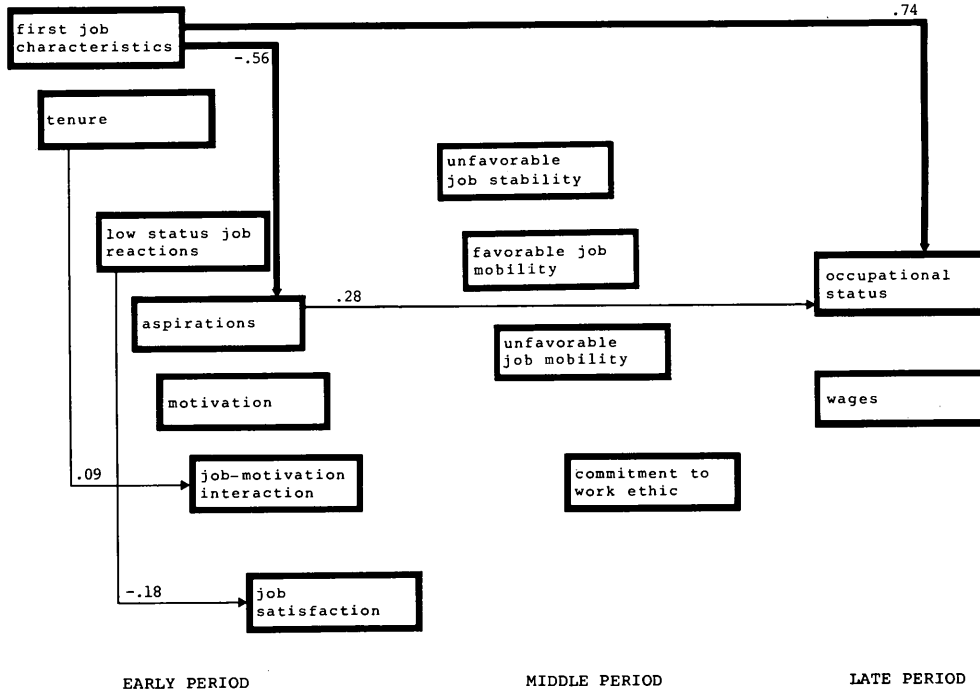 .74
first job
characteristics
-.56
tenure
unfavorable
job stability
low status job
reactions
favorable job
mobility
occupational
status
.28
aspirations
unfavorable
job mobility
motivation
wages
.09
job-motivation
interaction
commitment to
work ethic
-.18
job
satisfaction
EARLY PERIOD
MIDDLE PERIOD
LATE PERIOD